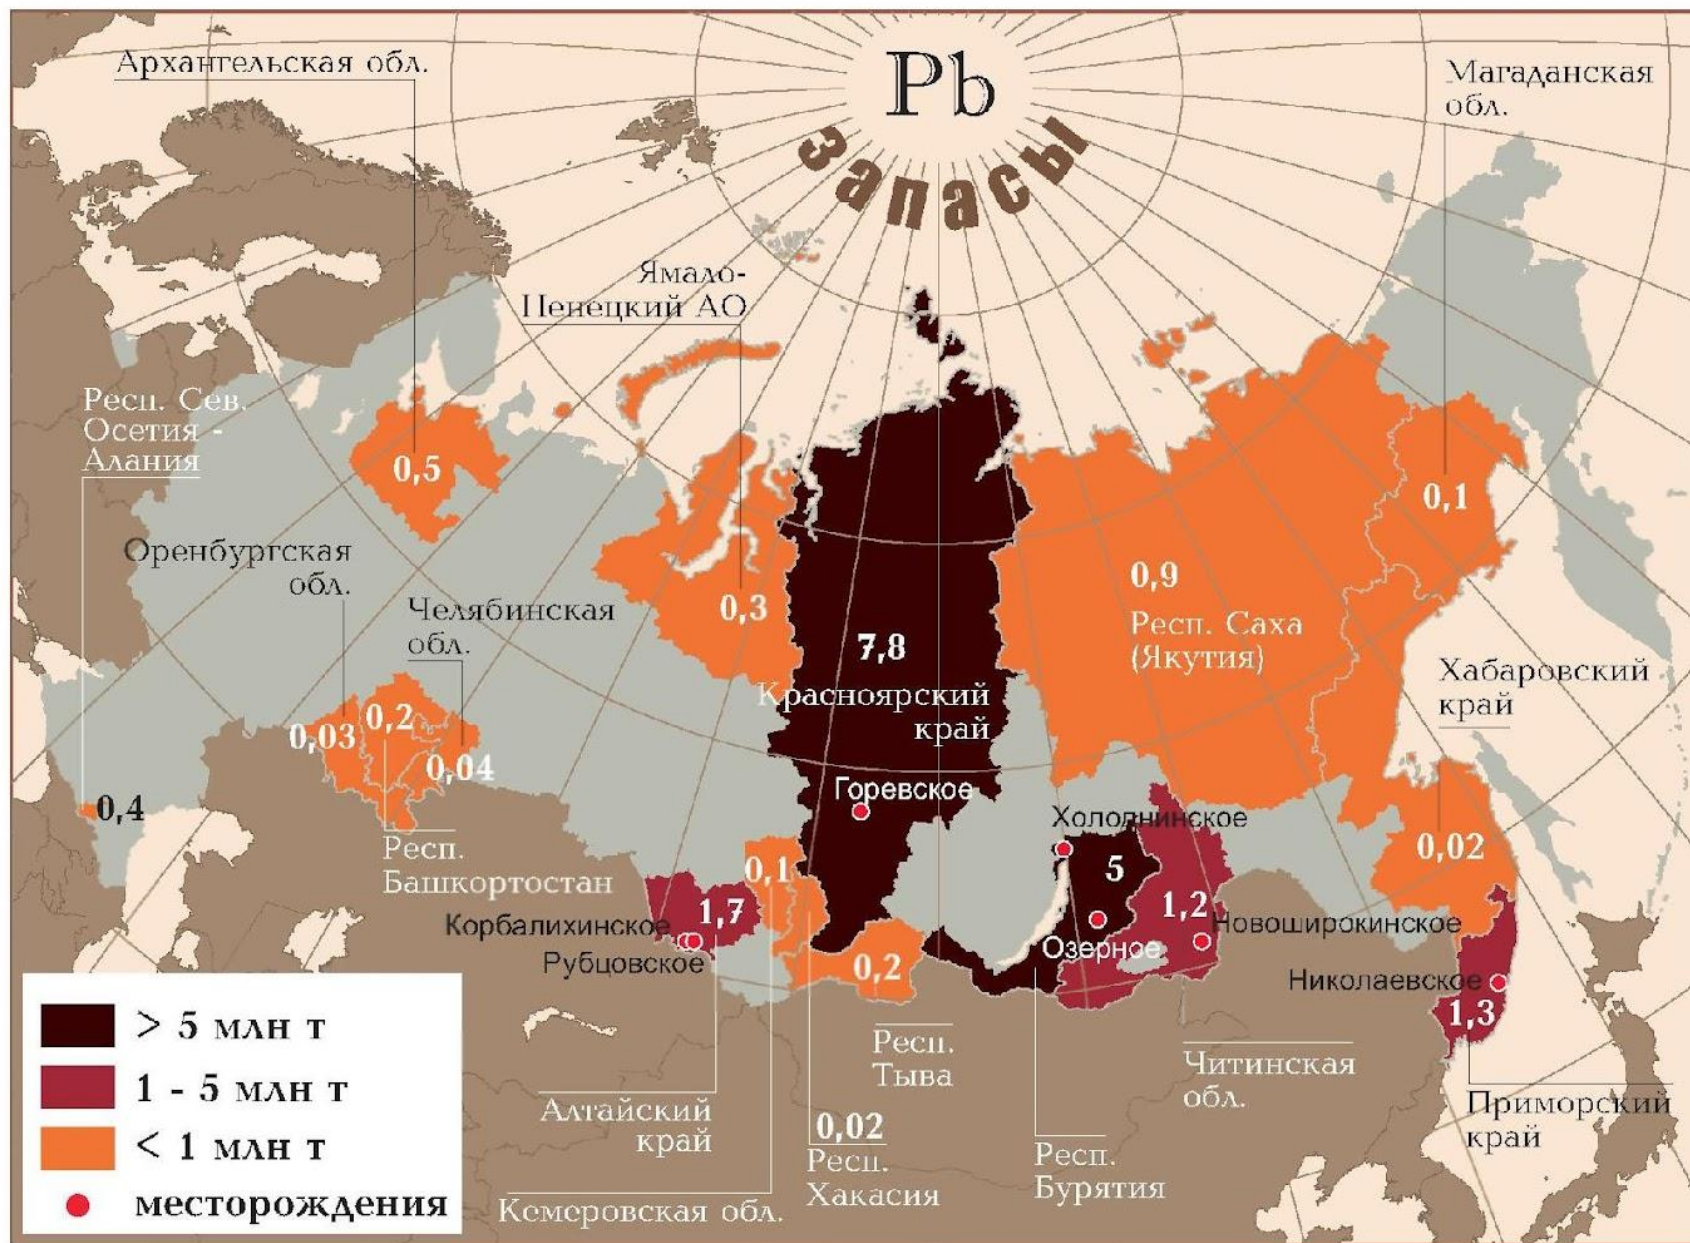 Pb
Запасы
Архангельская обл.
Магаданская
обл.
Ямало-
Ненецкий АО
Респ. Сев.
Осетия -
Алания
0,5
0,1
Оренбургская
обл.
Челябинская
обл.
0,3
0,9
Респ. Саха
(Якутия)
7,8
Красноярский
край
Хабаровский
край
0,03
0,2
0,04
0,4
Горевское
Холоднинское
Респ.
Башкортостан
0,1
5
0,02
1,7
1,2
Корбалихинское
Рубцовское
Новоширокинское
Озерное
0,2
Николаевское
1,3
> 5 млн т
1 - 5 млн т
< 1 млн т
месторождения
Респ.
Тыва
Читинская
обл.
Алтайский
край
0,02
Респ.
Хакасия
Респ.
Бурятия
Приморский
край
Кемеровская обл.